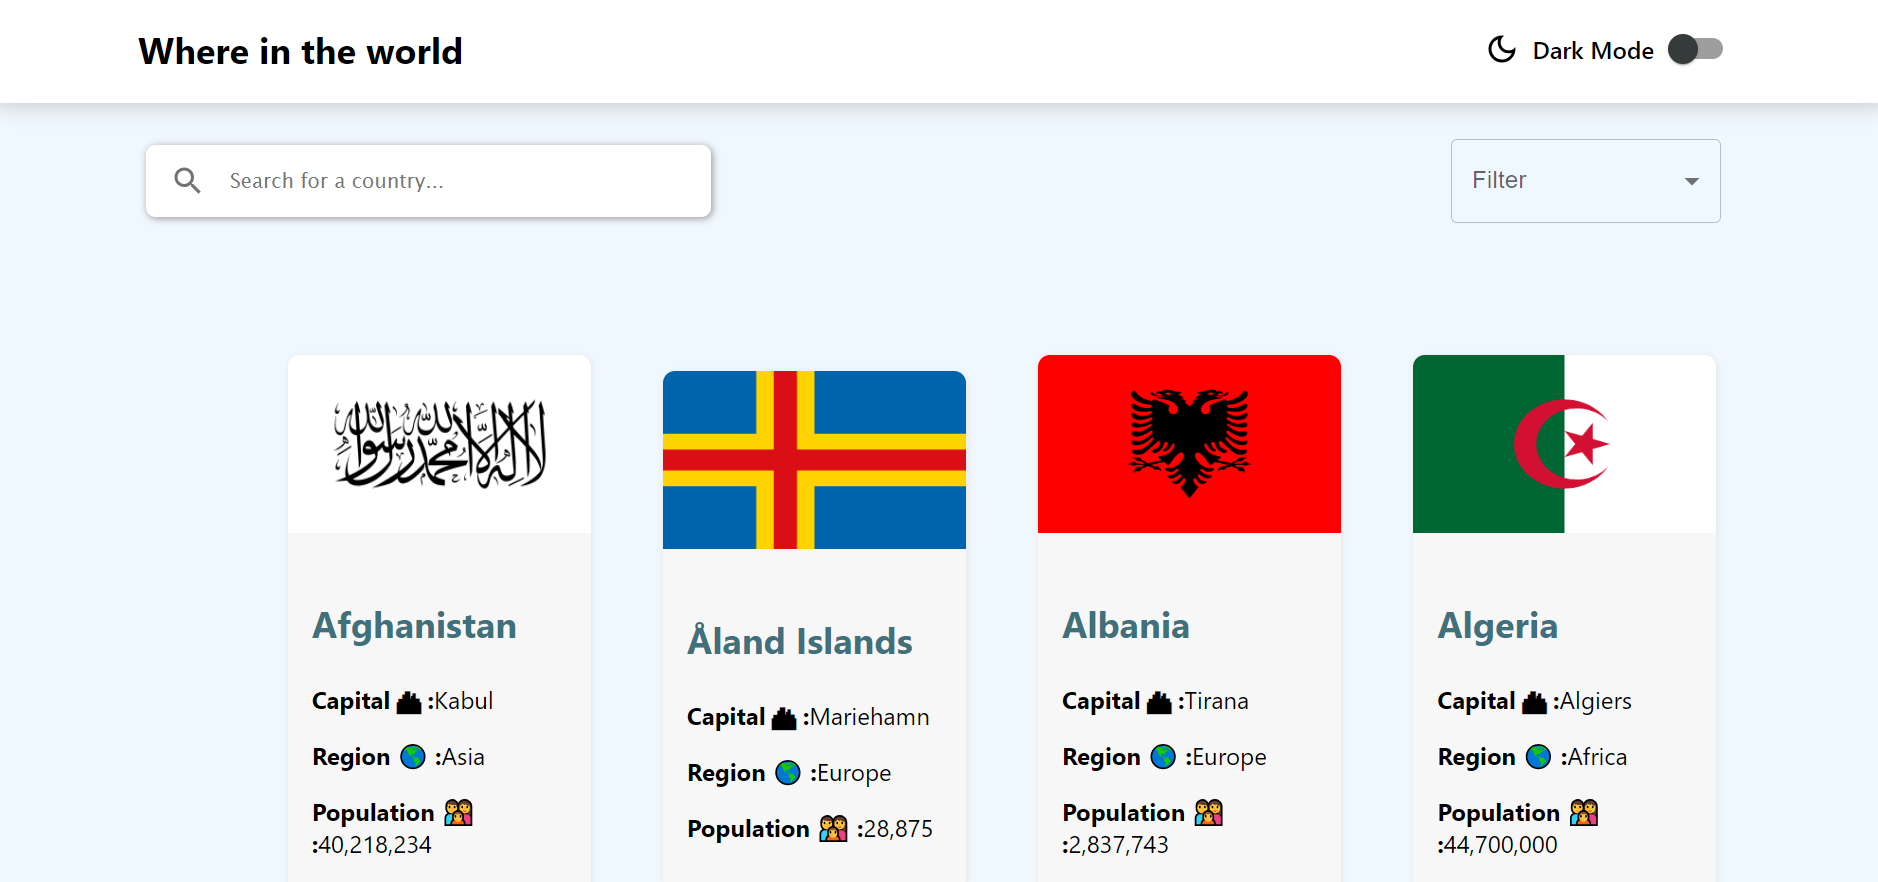 Where in the world
Dark Mode
Search for a country...
Filter
لا إله إلا الله محمد رسول الله
Afghanistan
Capital :Kabul
Region :Asia
Population
:40,218,234
Åland Islands
Capital :Mariehamn
Region :Europe
Population :28,875
Albania
Capital :Tirana
Region :Europe
Population
:2,837,743
Algeria
Capital :Algiers
Region :Africa
Population
:44,700,000